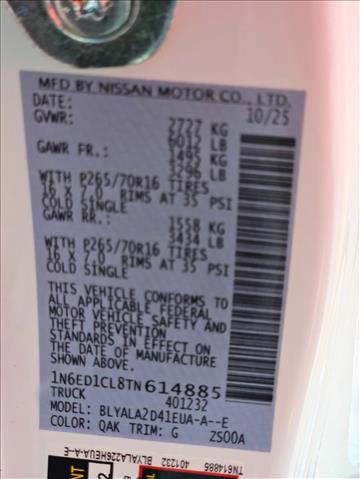 MFD BY NISSAN MOTOR CO., LTD.
DATE: 10/25
GVWR: 2727 KG
6012 LB
GAWR FR.: 1495 KG
3296 LB
WITH P265/70R16 TIRES
16 X 7.0 RIMS AT 35 PSI
COLD SINGLE
GAWR RR.: 1558 KG
3434 LB
WITH P265/70R16 TIRES
16 X 7.0 RIMS AT 35 PSI
COLD SINGLE
THIS VEHICLE CONFORMS TO
ALL APPLICABLE FEDERAL
MOTOR VEHICLE SAFETY AND
THEFT PREVENTION
STANDARDS IN EFFECT ON
THE DATE OF MANUFACTURE
SHOWN ABOVE.
1N6ED1CL8TN614885
TRUCK 401232
MODEL: BLYALA2D41EUA-A--E
COLOR: QAK TRIM: G ZS00A
TN614885 401232 BLYALA226HEUA-A-E